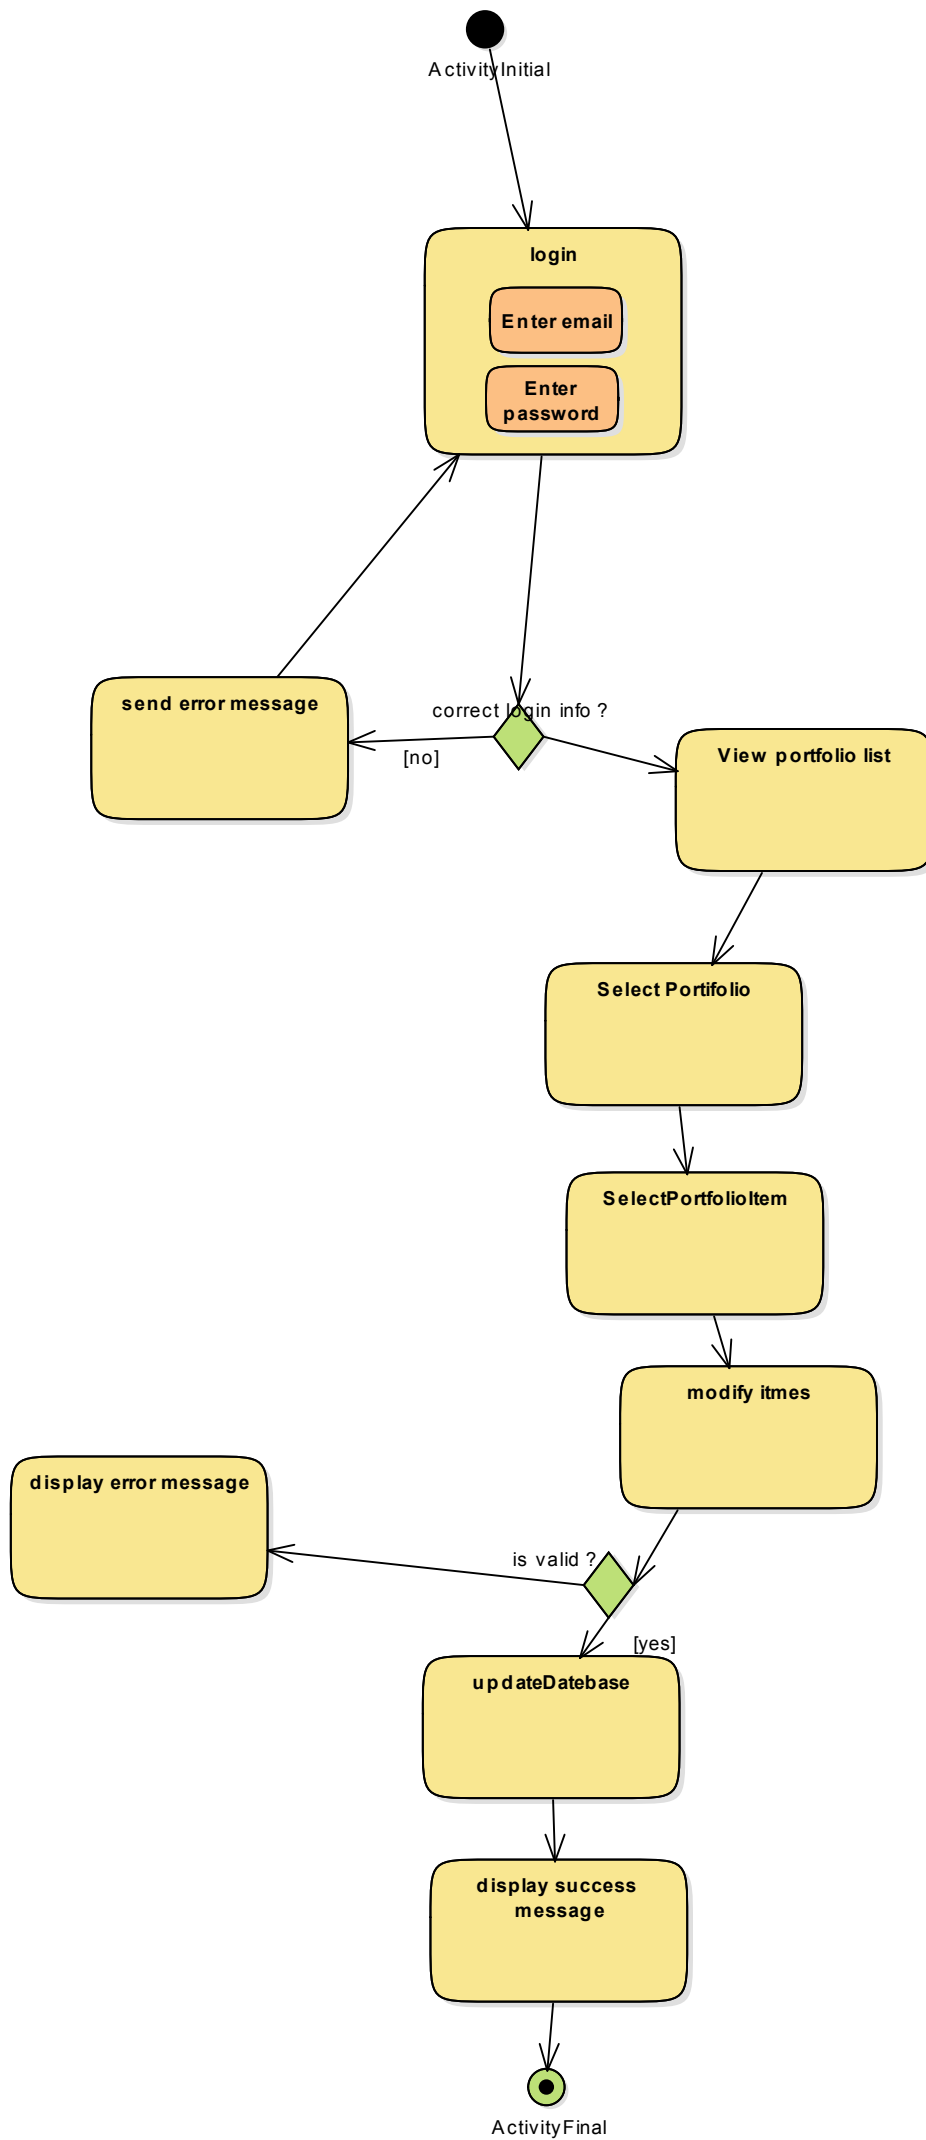 ActivityInitial
login
Enter email
Enter
password
send error message
correct login info ?
[no]
View portfolio list
Select Portifolio
SelectPortfolioItem
modify itmes
display error message
is valid ?
[yes]
updateDatebase
display success
message
ActivityFinal